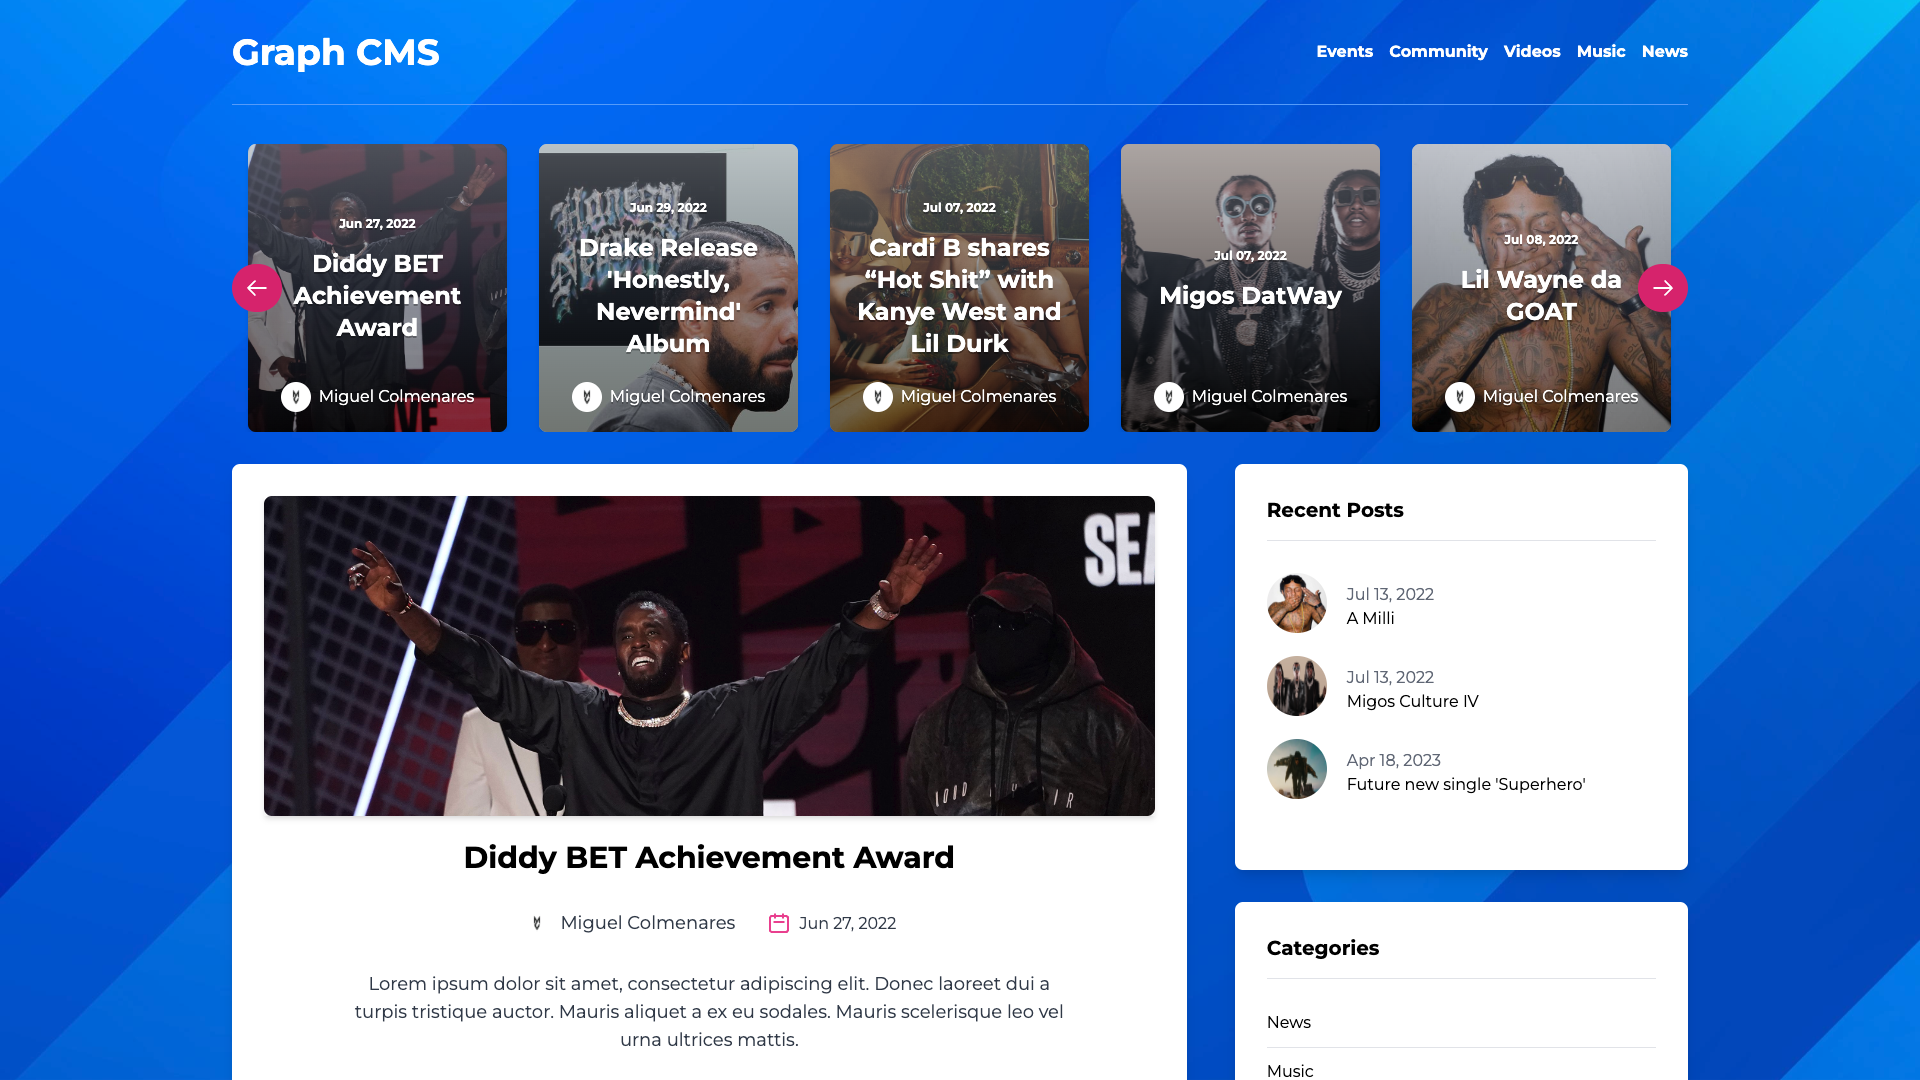 Graph CMS
Events Community Videos Music News
Jun 27, 2022
Diddy BET
Achievement
Award
Miguel Colmenares
Jun 29, 2022
Drake Release
'Honestly,
Nevermind'
Album
Miguel Colmenares
Jul 07, 2022
Cardi B shares
“Hot Shit” with
Kanye West and
Lil Durk
Miguel Colmenares
Jul 07, 2022
Migos DatWay
Miguel Colmenares
Jul 08, 2022
Lil Wayne da
GOAT
Miguel Colmenares
SEA
Diddy BET Achievement Award
Miguel Colmenares
Jun 27, 2022
Lorem ipsum dolor sit amet, consectetur adipiscing elit. Donec laoreet dui a
turpis tristique auctor. Mauris aliquet a ex eu sodales. Mauris scelerisque leo vel
urna ultrices mattis.
Recent Posts
Jul 13, 2022
A Milli
Jul 13, 2022
Migos Culture IV
Apr 18, 2023
Future new single 'Superhero'
Categories
News
Music